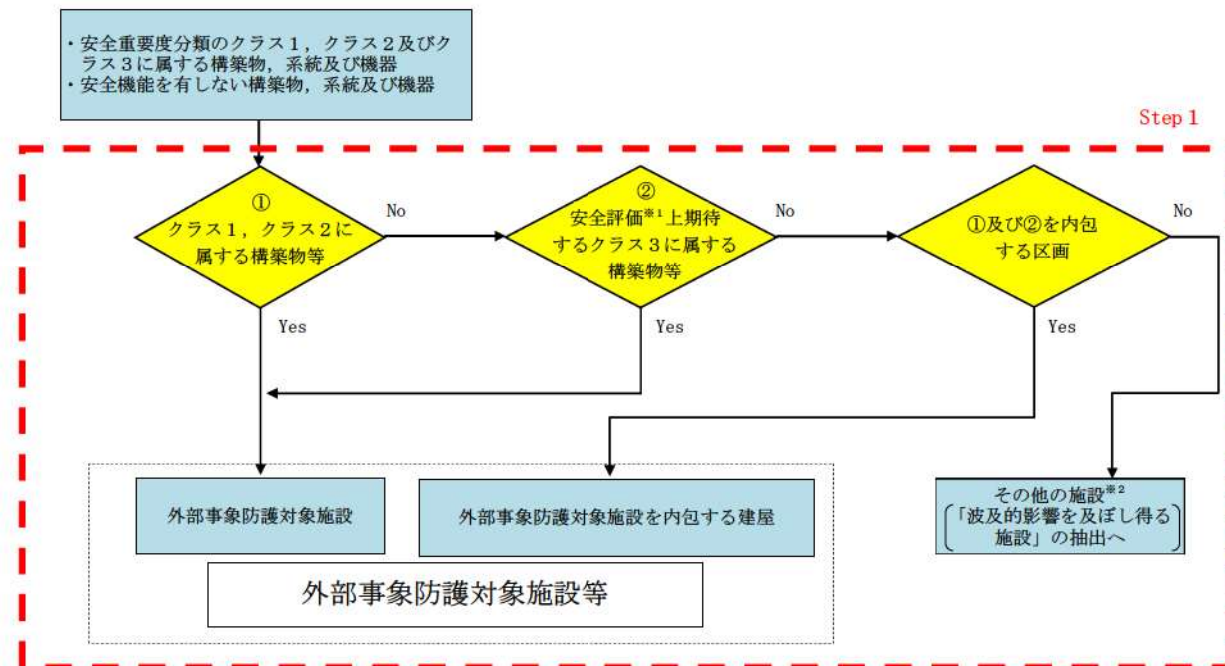 ・安全重要度分類のクラス１，クラス２及びク
ラス３に属する構築物，系統及び機器
・安全機能を有しない構築物，系統及び機器
Step 1
①
クラス１，クラス２に
属する構築物等
No
②
安全評価※1上期待
するクラス３に属する
構築物等
No
①及び②を内包
する区画
No
Yes
Yes
Yes
外部事象防護対象施設
外部事象防護対象施設を内包する建屋
その他の施設※2
「波及的影響を及ぼし得る
施設」の抽出へ
外部事象防護対象施設等